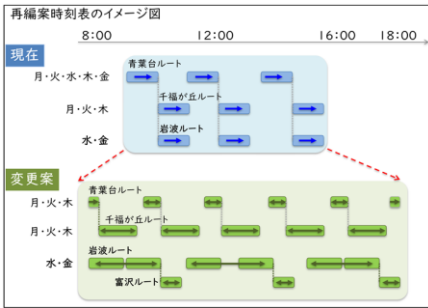 再編案時刻表のイメージ図
8:00 12:00 16:00 18:00
現在
青葉台ルート
月・火・水・木・金
千福が丘ルート
月・火・木
岩波ルート
水・金
変更案
青葉台ルート
月・火・木
千福が丘ルート
月・火・木
岩波ルート
水・金
富沢ルート